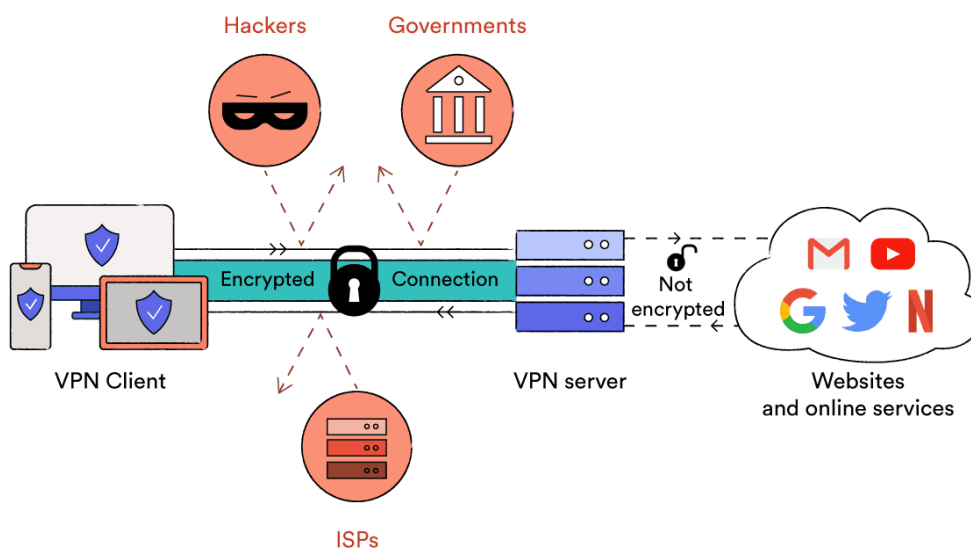 Hackers
Governments
Encrypted
Connection
Not
encrypted
VPN Client
VPN server
Websites
and online services
ISPs